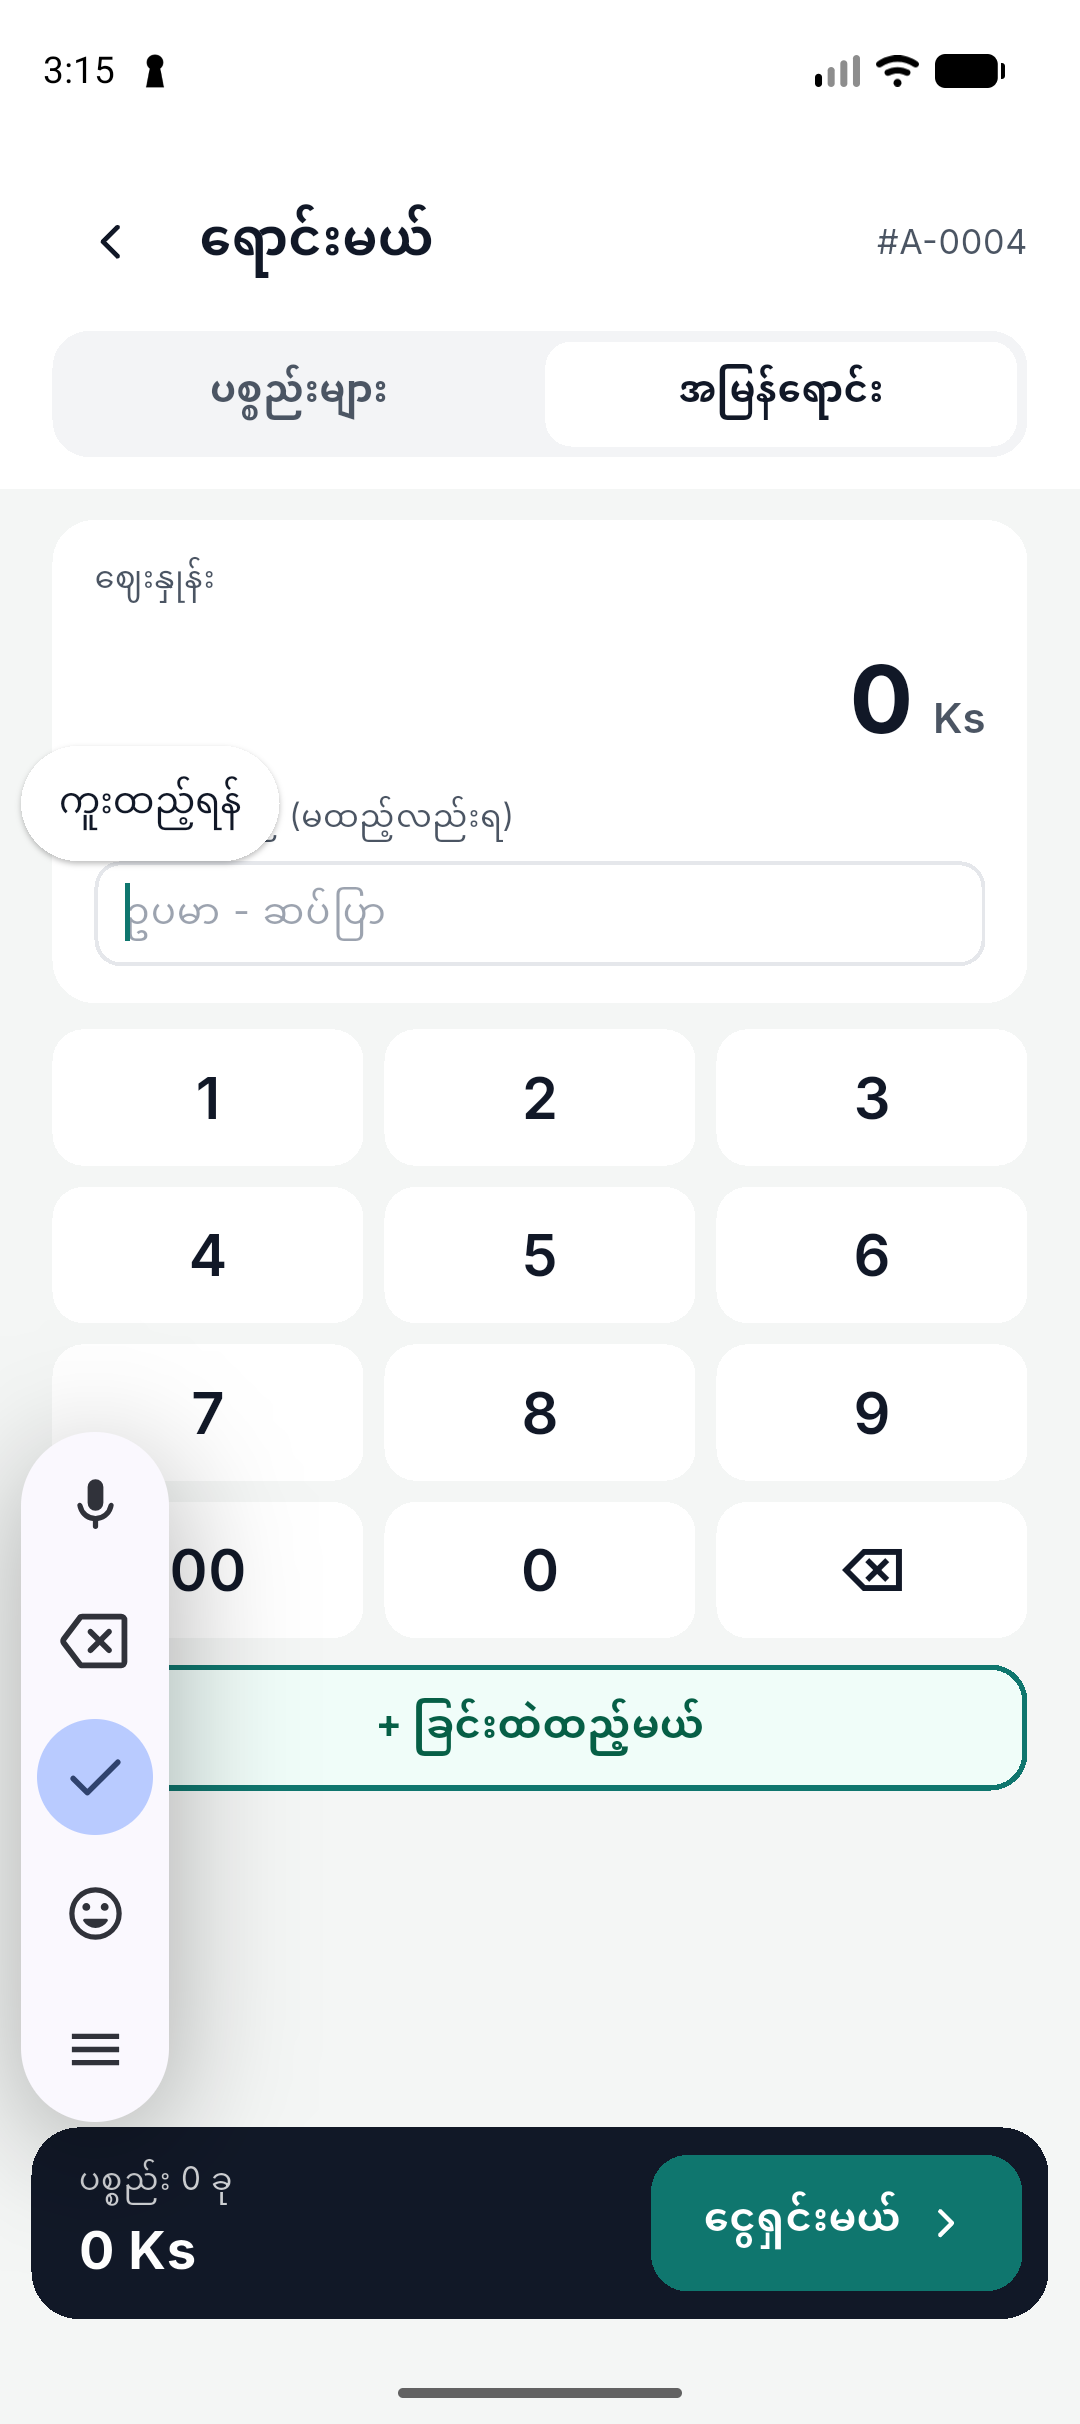 3:15
ရောင်းမယ်
#A-0004
ပစ္စည်းများ
အမြန်ရောင်း
ဈေးနှုန်း
0 Ks
ကူးထည့်ရန်
(မထည့်လည်းရ)
ဥပမာ - ဆပ်ပြာ
1 2 3
4 5 6
7 8 9
00 0
+ ခြင်းထဲထည့်မယ်
ပစ္စည်း 0 ခု
0 Ks
ငွေရှင်းမယ်